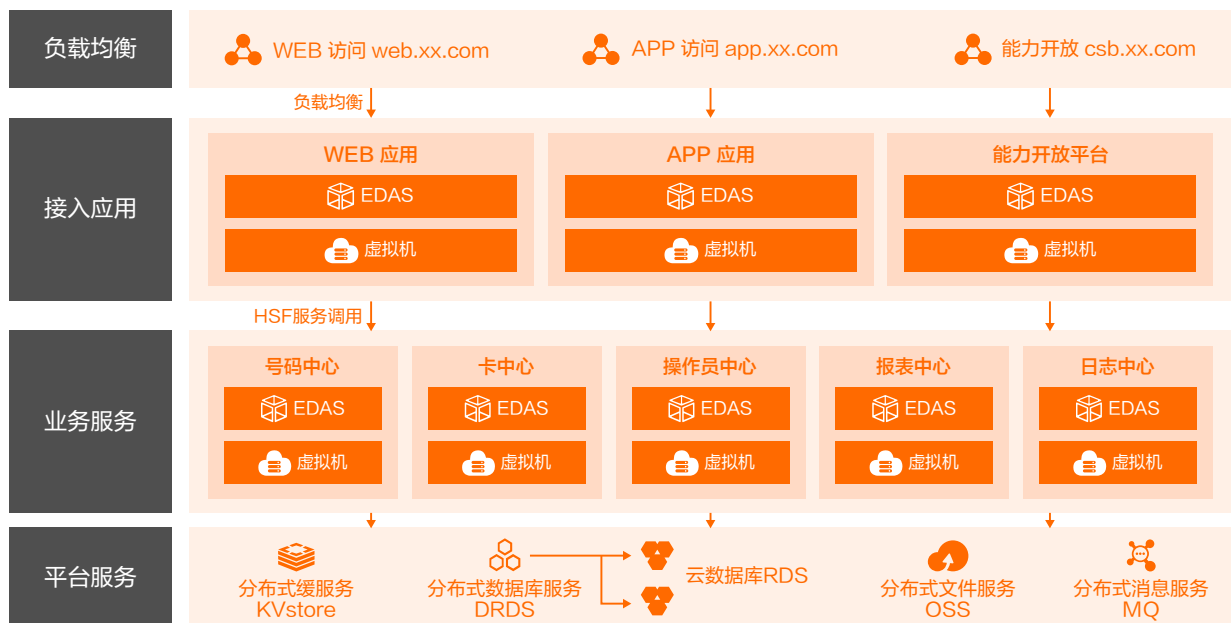 负载均衡
WEB 访问 web.xx.com
APP 访问 app.xx.com
能力开放 csb.xx.com
负载均衡
接入应用
WEB 应用
EDAS
虚拟机
APP 应用
EDAS
虚拟机
能力开放平台
EDAS
虚拟机
HSF服务调用
业务服务
号码中心
EDAS
虚拟机
卡中心
EDAS
虚拟机
操作员中心
EDAS
虚拟机
报表中心
EDAS
虚拟机
日志中心
EDAS
虚拟机
平台服务
分布式缓服务
KVstore
分布式数据库服务
DRDS
云数据库RDS
分布式文件服务
OSS
分布式消息服务
MQ